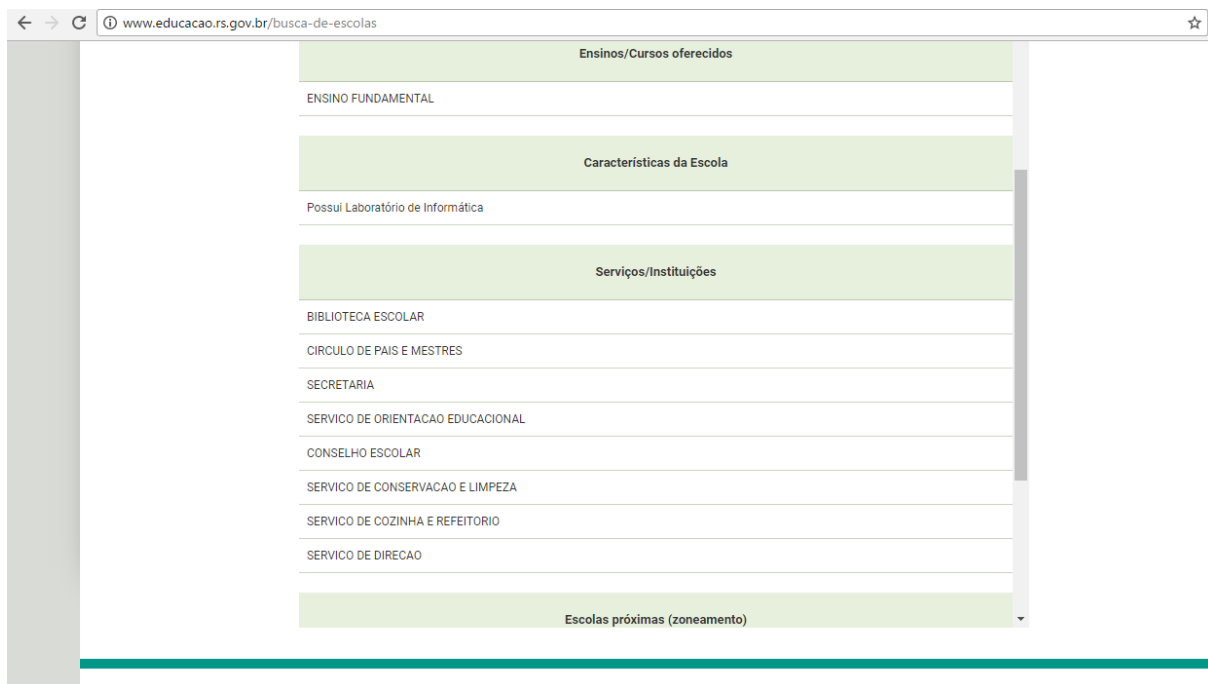 www.educacao.rs.gov.br/busca-de-escolas
Ensinos/Cursos oferecidos
ENSINO FUNDAMENTAL
Características da Escola
Possui Laboratório de Informática
Serviços/Instituições
BIBLIOTECA ESCOLAR
CIRCULO DE PAIS E MESTRES
SECRETARIA
SERVICO DE ORIENTACAO EDUCACIONAL
CONSELHO ESCOLAR
SERVICO DE CONSERVACAO E LIMPEZA
SERVICO DE COZINHA E REFEITORIO
SERVICO DE DIRECAO
Escolas próximas (zoneamento)